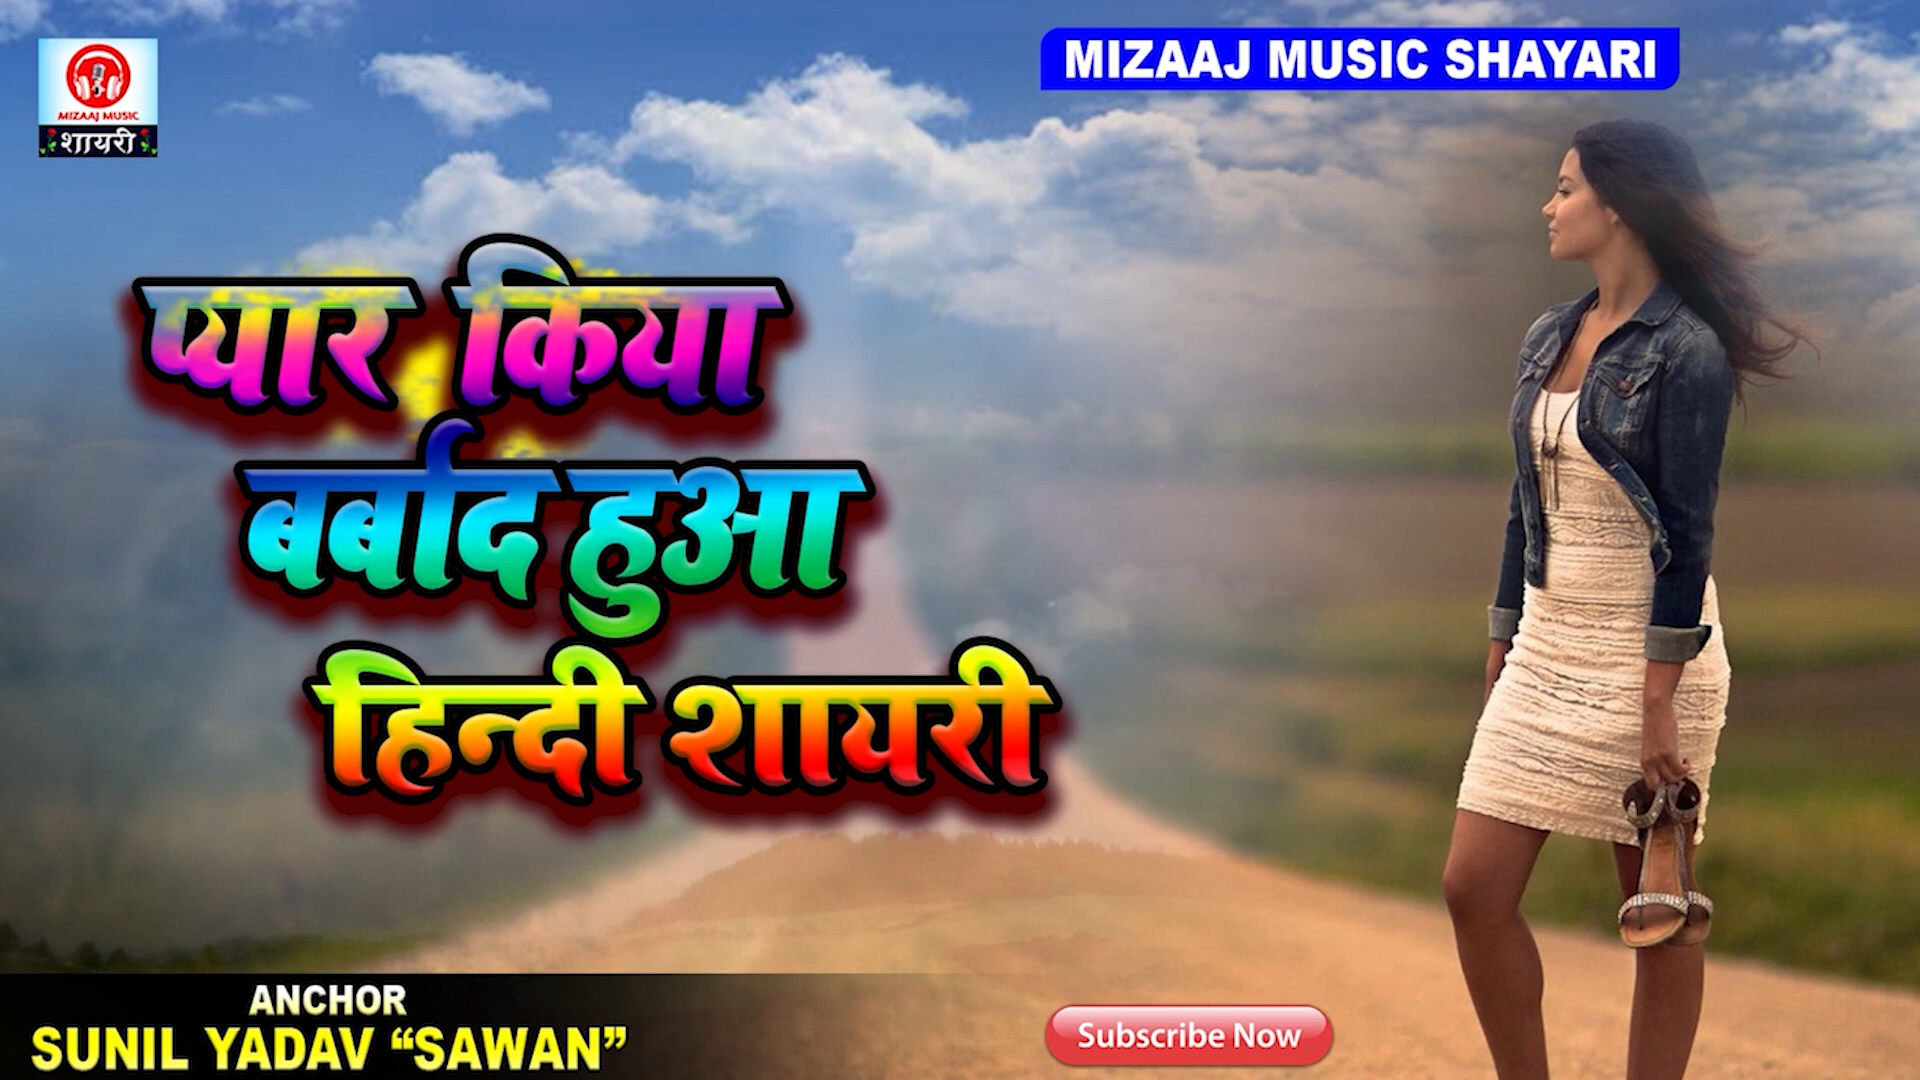 MIZAAJ MUSIC SHAYARI
MIZAAJ MUSIC
शायरी
प्यार किया
बर्बाद हुआ
हिन्दी शायरी
ANCHOR
SUNIL YADAV “SAWAN”
Subscribe Now